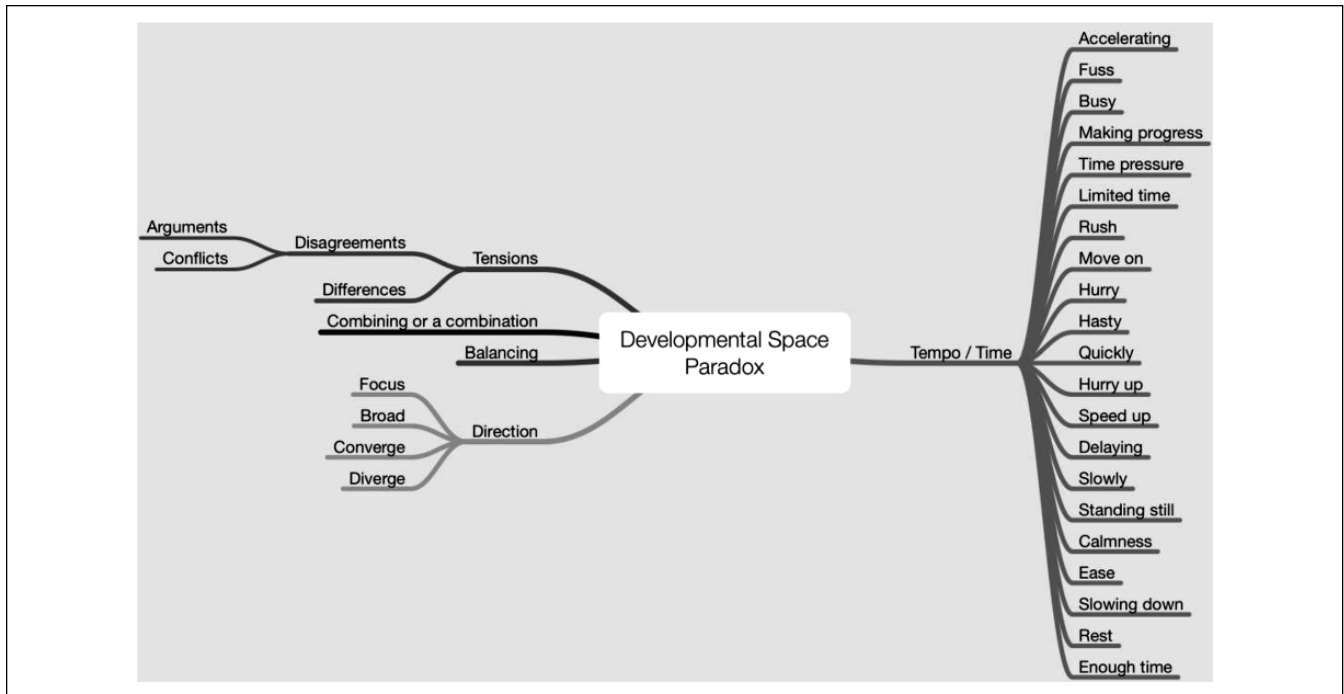 Accelerating
Fuss
Busy
Making progress
Time pressure
Limited time
Rush
Move on
Hurry
Hasty
Quickly
Hurry up
Speed up
Delaying
Slowly
Standing still
Calmness
Ease
Slowing down
Rest
Enough time
Tempo / Time
Developmental Space
Paradox
Tensions
Disagreements
Arguments
Conflicts
Differences
Combining or a combination
Balancing
Direction
Focus
Broad
Converge
Diverge